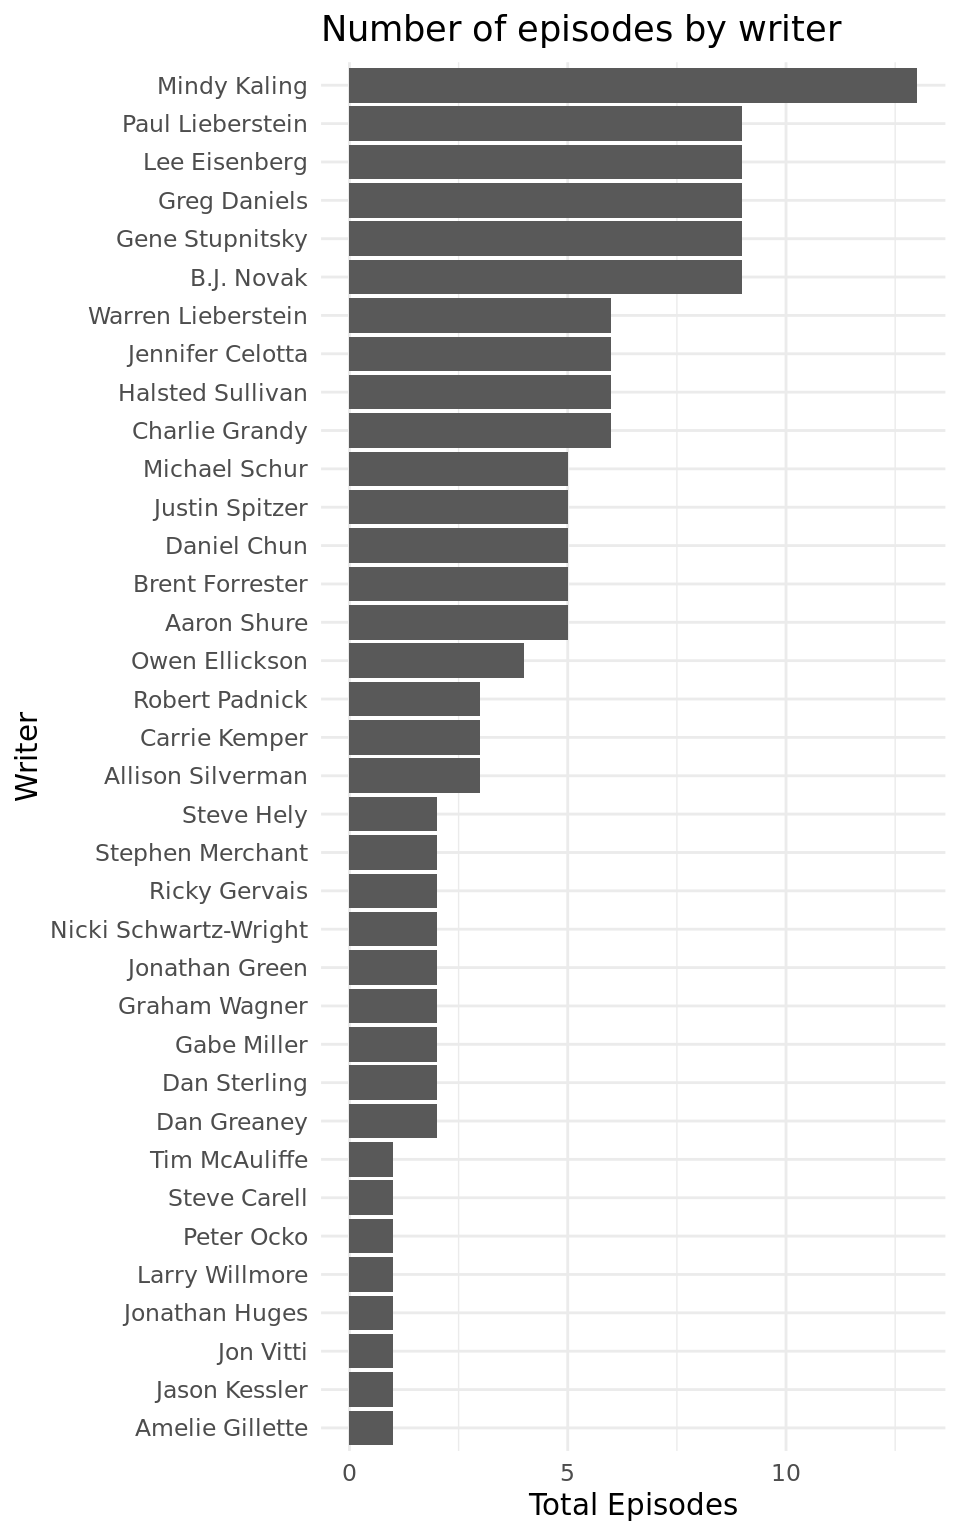 Number of episodes by writer
Mindy Kaling
Paul Lieberstein
Lee Eisenberg
Greg Daniels
Gene Stupnitsky
B.J. Novak
Warren Lieberstein
Jennifer Celotta
Halsted Sullivan
Charlie Grandy
Michael Schur
Justin Spitzer
Daniel Chun
Brent Forrester
Aaron Shure
Owen Ellickson
Robert Padnick
Carrie Kemper
Allison Silverman
Steve Hely
Stephen Merchant
Ricky Gervais
Nicki Schwartz-Wright
Jonathan Green
Graham Wagner
Gabe Miller
Dan Sterling
Dan Greaney
Tim McAuliffe
Steve Carell
Peter Ocko
Larry Willmore
Jonathan Huges
Jon Vitti
Jason Kessler
Amelie Gillette
Writer
0 5 10
Total Episodes